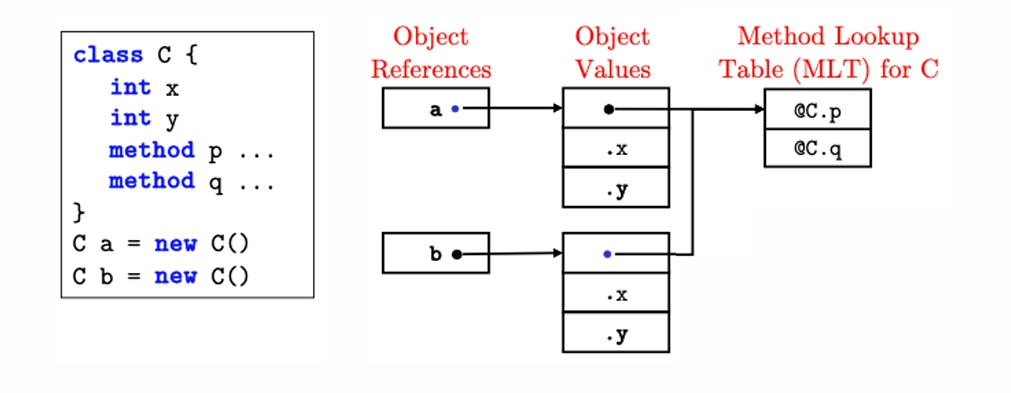 class C {
int x
int y
method p ...
method q ...
}
C a = new C()
C b = new C()
Object
References
Object
Values
Method Lookup
Table (MLT) for C
a
.x
.y
@C.p
@C.q
b
.x
.y